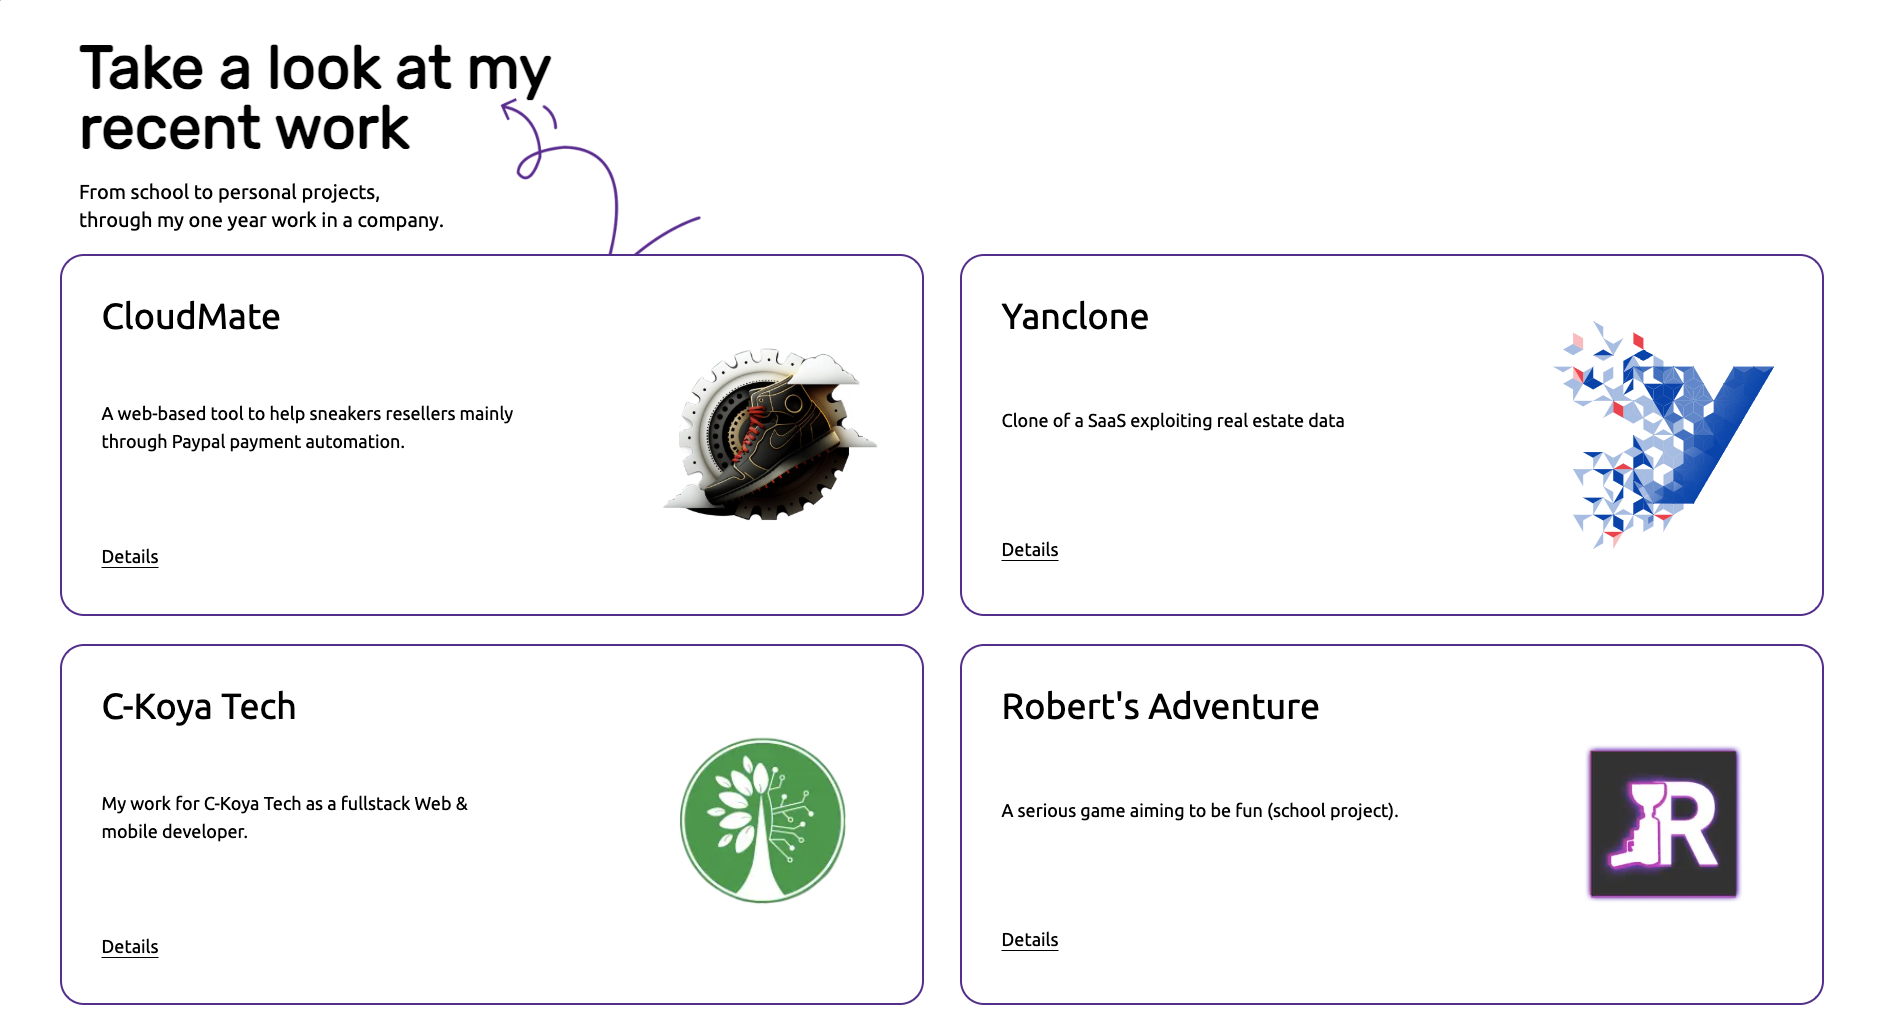 Take a look at my
recent work
From school to personal projects,
through my one year work in a company.
CloudMate
A web-based tool to help sneakers resellers mainly
through Paypal payment automation.
Details
Yanclone
Clone of a SaaS exploiting real estate data
Details
C-Koya Tech
My work for C-Koya Tech as a fullstack Web &
mobile developer.
Details
Robert's Adventure
A serious game aiming to be fun (school project).
R
Details